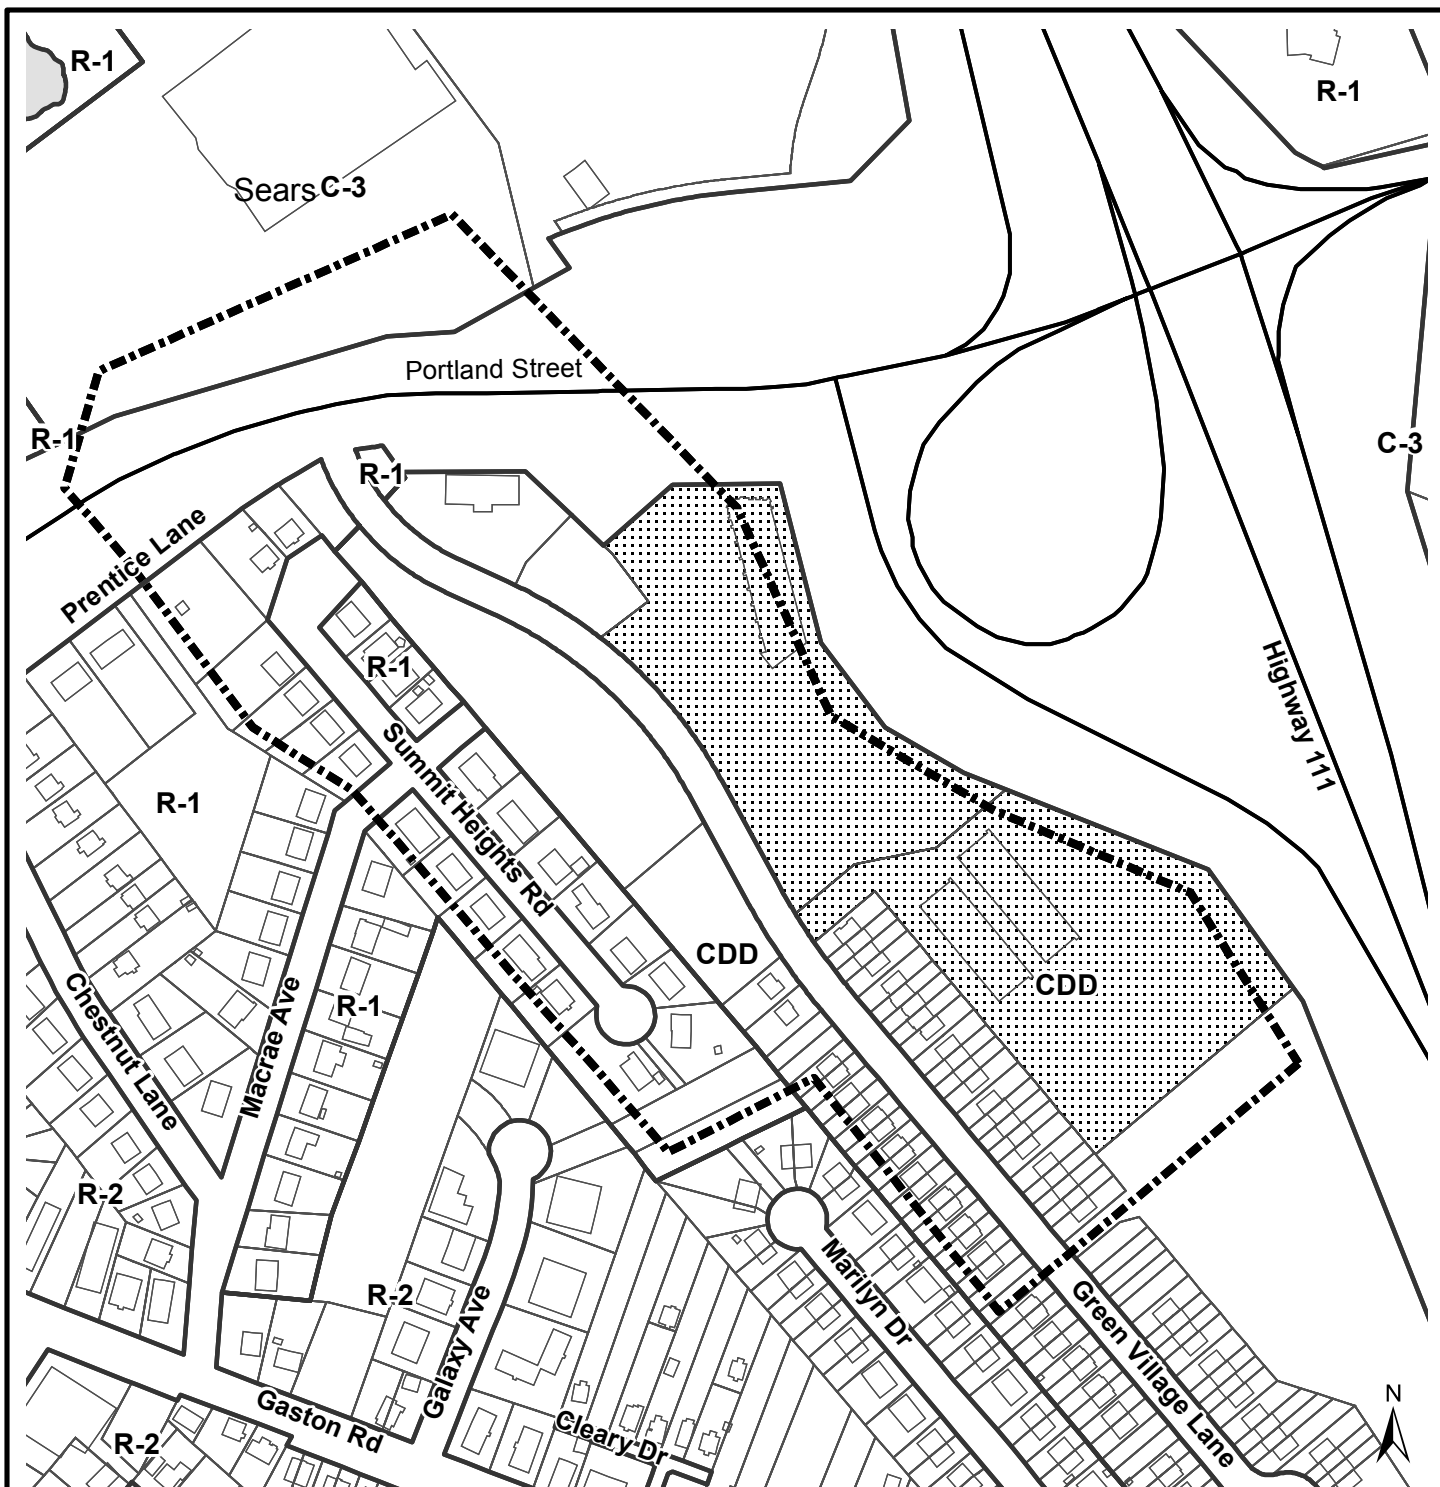 R-1
R-1
Sears C-3
Portland Street
R-1
C-3
R-1
Prentice Lane
R-1
Highway 111
Summit Heights Rd
R-1
CDD
CDD
R-1
Chestnut Lane
Macrae Ave
R-2
Marilyn Dr
R-2
Galaxy Ave
Green Village Lane
N
Gaston Rd
Cleary Dr
R-2